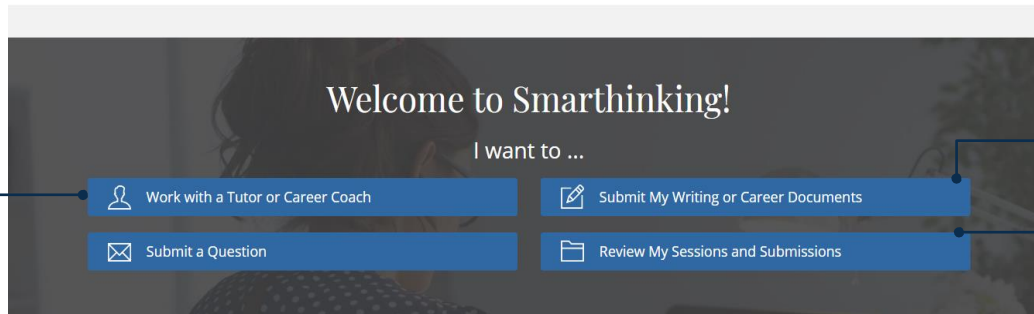 Welcome to Smarthinking!
I want to ...
Work with a Tutor or Career Coach
Submit My Writing or Career Documents
Submit a Question
Review My Sessions and Submissions